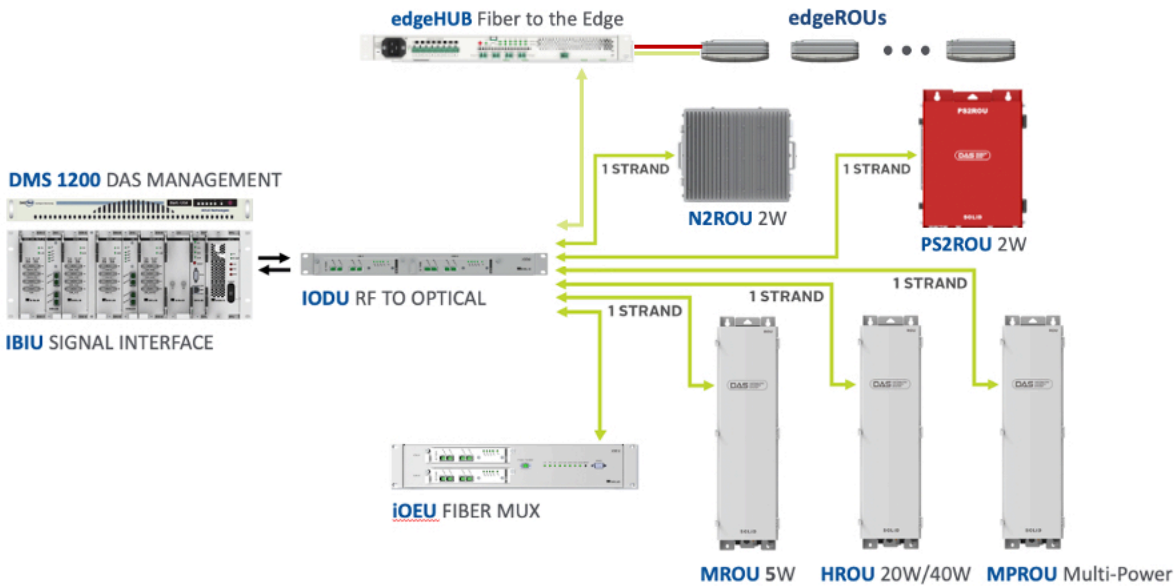 edgeHUB Fiber to the Edge
edgeROUs
PS2ROU
DAS
SOLiD
1 STRAND
1 STRAND
N2ROU 2W
PS2ROU 2W
DMS 1200 DAS MANAGEMENT
IODU RF TO OPTICAL
IBIU SIGNAL INTERFACE
1 STRAND
1 STRAND
1 STRAND
DAS
DAS
DAS
iOEU FIBER MUX
SOLiD
SOLiD
SOLiD
MROU 5W
HROU 20W/40W
MPROU Multi-Power